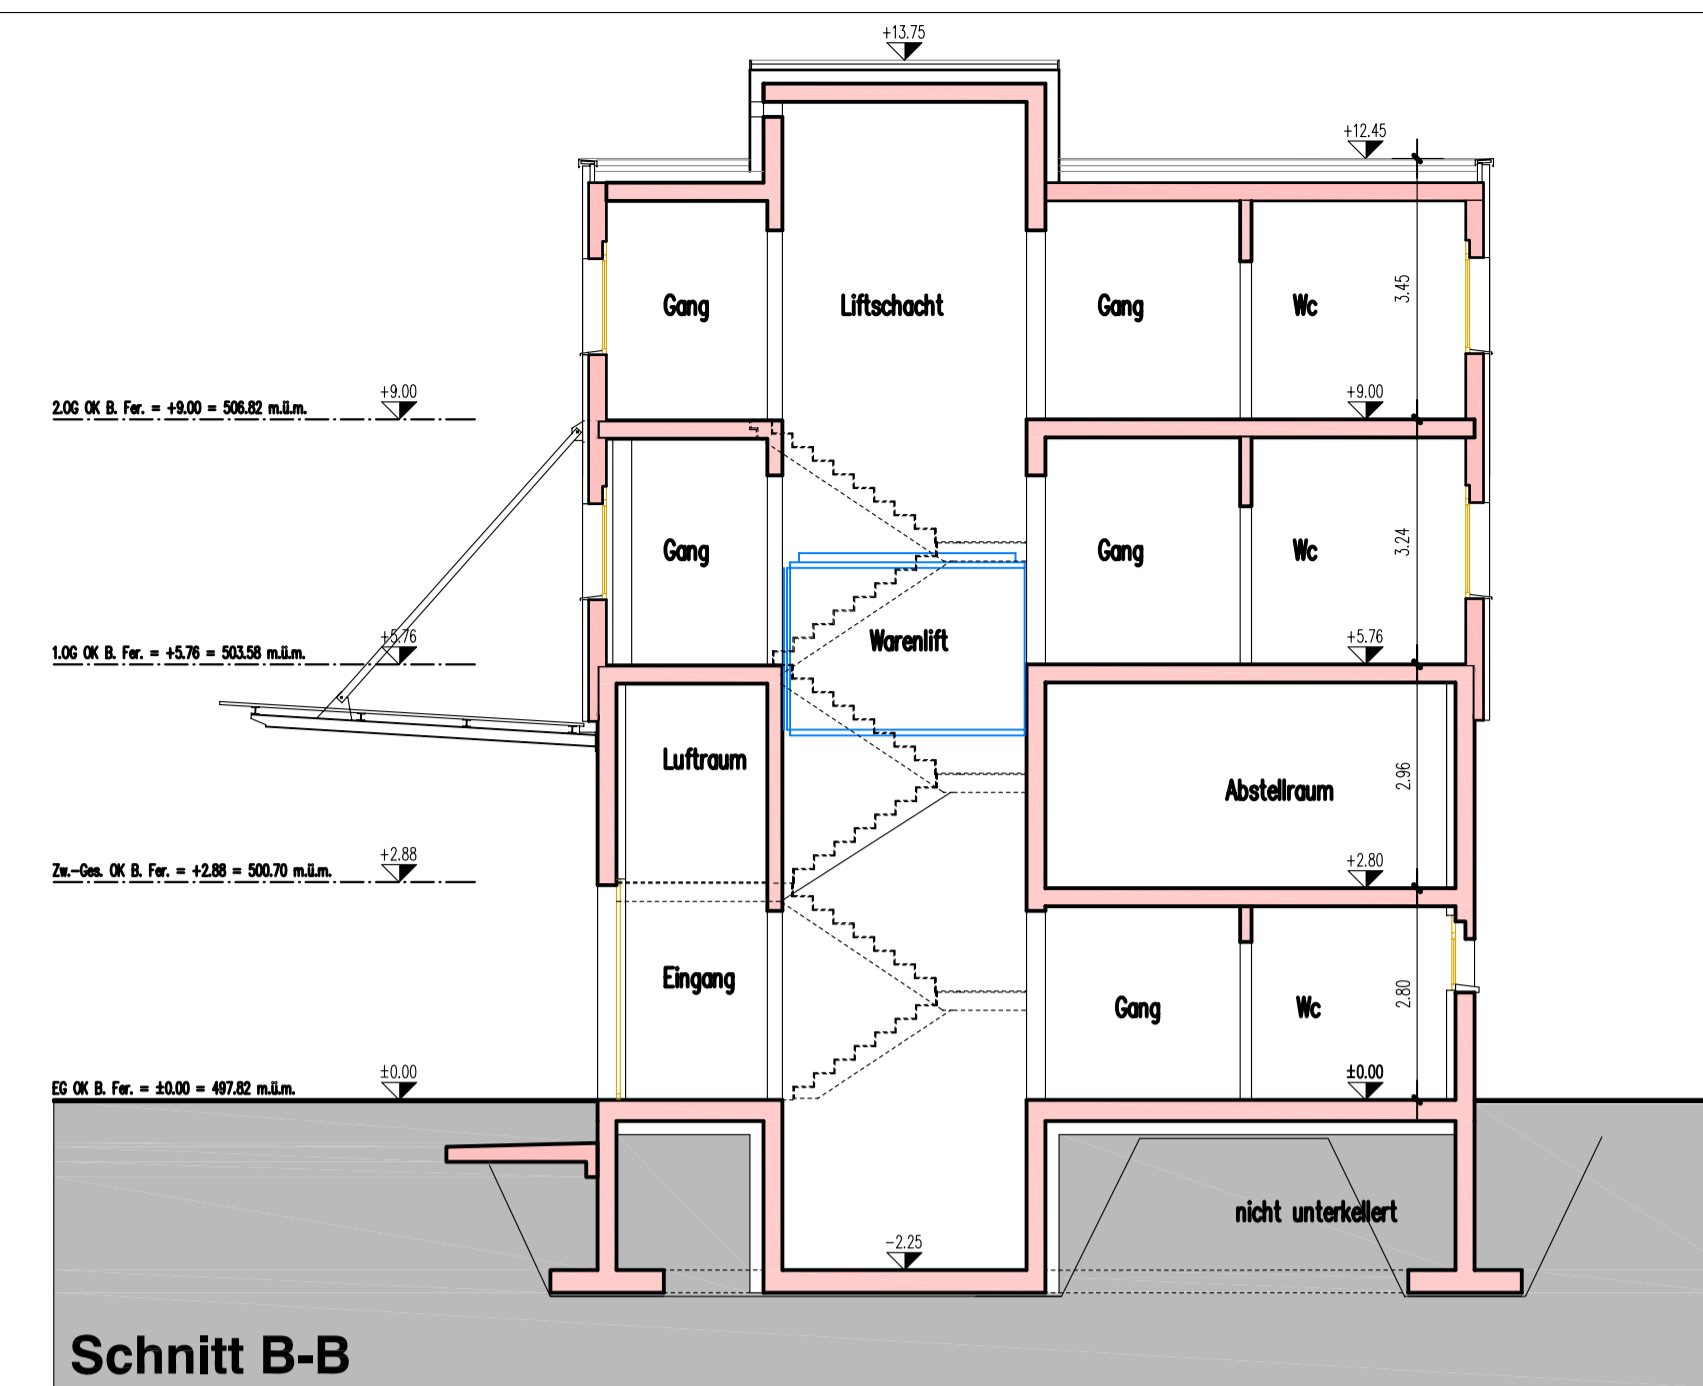 +13.75
+12.45
Gang
Liftschacht
Gang
Wc
3.45
2.OG OK B. Fer. = +9.00 = 506.82 m.ü.m.
+9.00
+9.00
Gang
Gang
Wc
3.24
Warenlift
1.OG OK B. Fer. = +5.76 = 503.58 m.ü.m.
+5.76
+5.76
Luftraum
Abstellraum
2.96
Zw.-Ges. OK B. Fer. = +2.88 = 500.70 m.ü.m.
+2.88
+2.80
Eingang
Gang
Wc
2.80
EG OK B. Fer. = ±0.00 = 497.82 m.ü.m.
±0.00
±0.00
nicht unterkellert
-2.25
Schnitt B-B